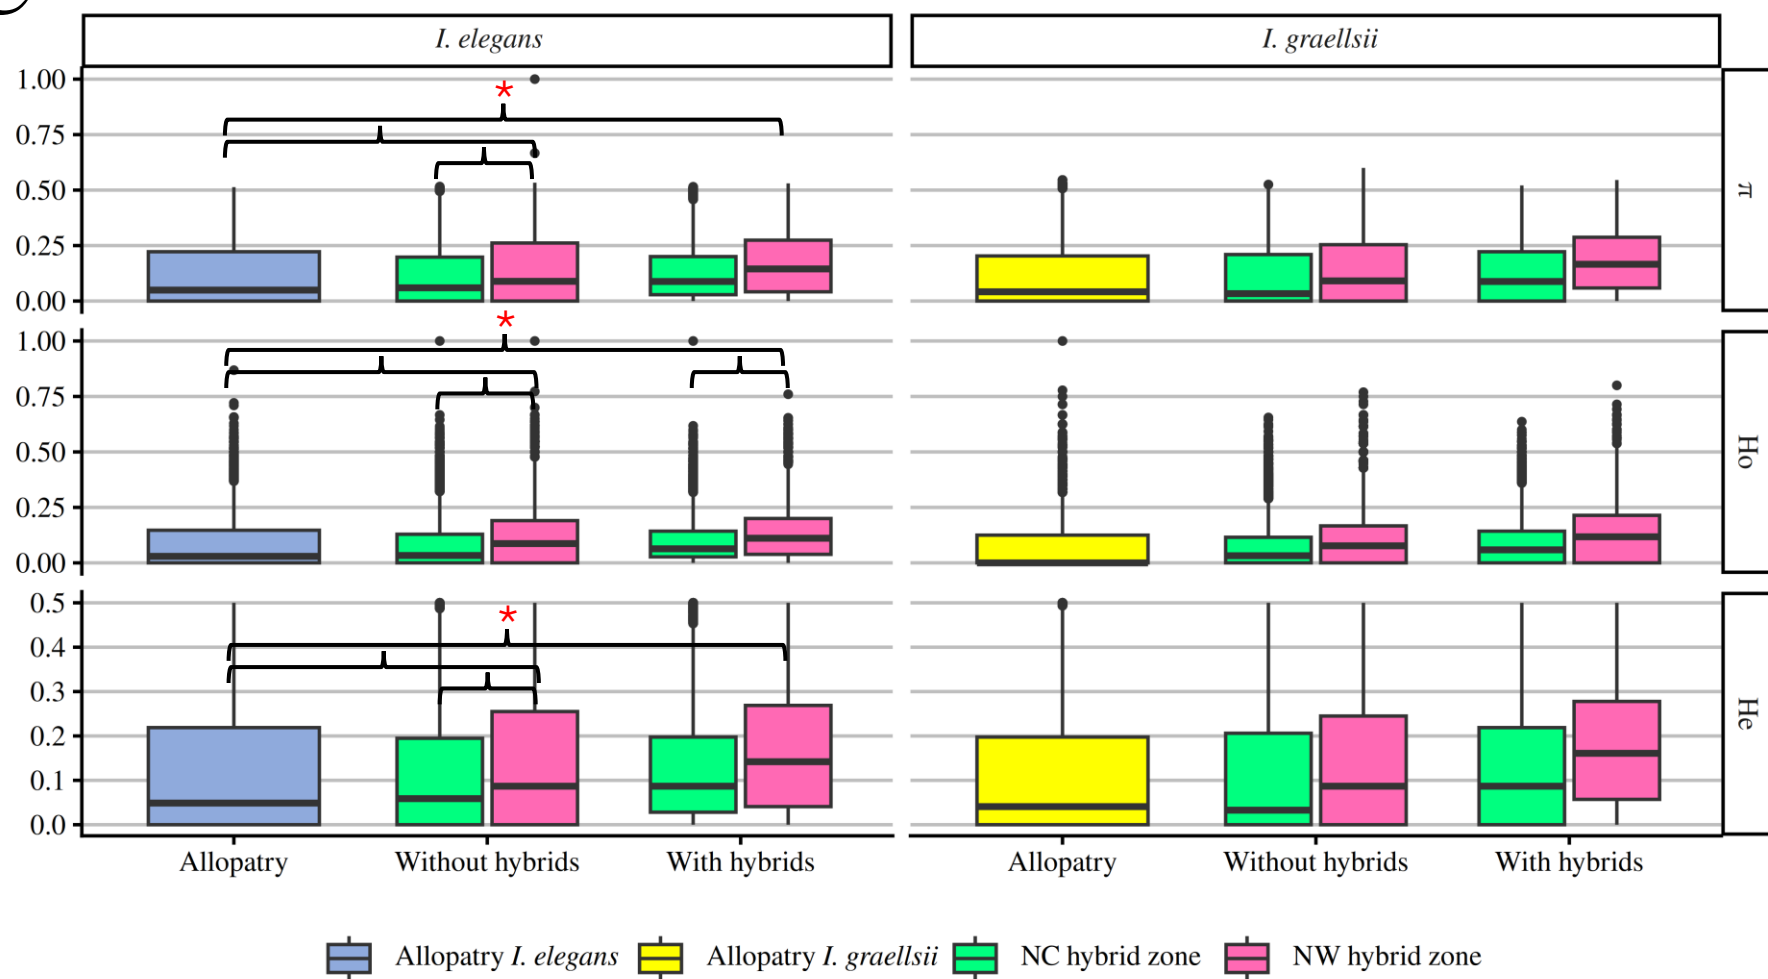 I. elegans
I. graellsii
1.00
0.75
0.50
0.25
0.00
π
*
1.00
0.75
0.50
0.25
0.00
Ho
*
0.5
0.4
0.3
0.2
0.1
0.0
He
*
Allopatry Without hybrids With hybrids Allopatry Without hybrids With hybrids
Allopatry I. elegans Allopatry I. graellsii NC hybrid zone NW hybrid zone